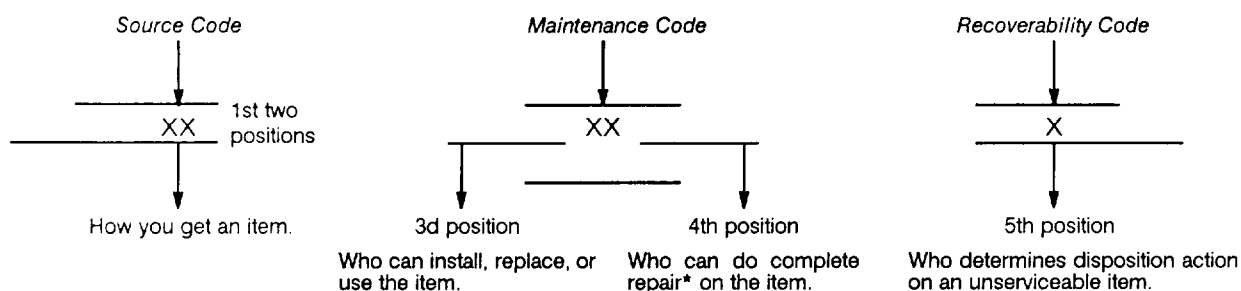 Source Code
Maintenance Code
Recoverability Code
1st two
positions
XX
XX
X
How you get an item.
3d position
4th position
5th position
Who can install, replace, or
use the item.
Who can do complete
repair* on the item.
Who determines disposition action
on an unserviceable item.